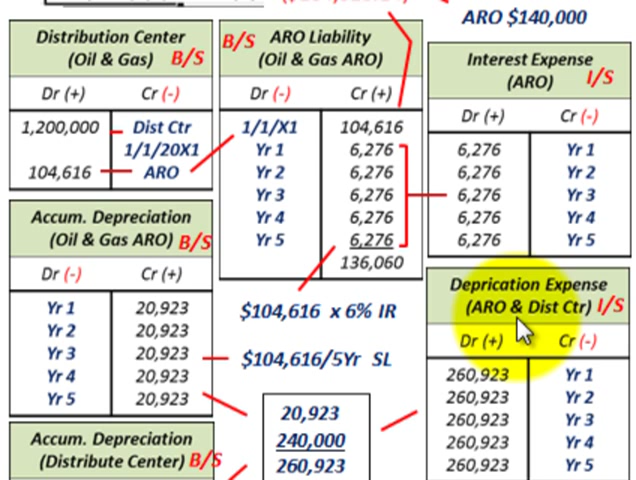 ARO $140,000
Distribution Center
(Oil & Gas) B/S
Dr (+) Cr (-)
1,200,000 Dist Ctr
1/1/20X1
104,616 ARO
B/S ARO Liability
(Oil & Gas ARO)
Dr (-) Cr (+)
1/1/X1 104,616
Yr 1 6,276
Yr 2 6,276
Yr 3 6,276
Yr 4 6,276
Yr 5 6,276
136,060
Interest Expense
(ARO) I/S
Dr (+) Cr (-)
6,276 Yr 1
6,276 Yr 2
6,276 Yr 3
6,276 Yr 4
6,276 Yr 5
Accum. Depreciation
(Oil & Gas ARO) B/S
Dr (-) Cr (+)
Yr 1 20,923
Yr 2 20,923
Yr 3 20,923
Yr 4 20,923
Yr 5 20,923
$104,616 x 6% IR
$104,616/5Yr SL
20,923
240,000
260,923
Deprication Expense
(ARO & Dist Ctr) I/S
Dr (+) Cr (-)
260,923 Yr 1
260,923 Yr 2
260,923 Yr 3
260,923 Yr 4
260,923 Yr 5
Accum. Depreciation
(Distribute Center) B/S